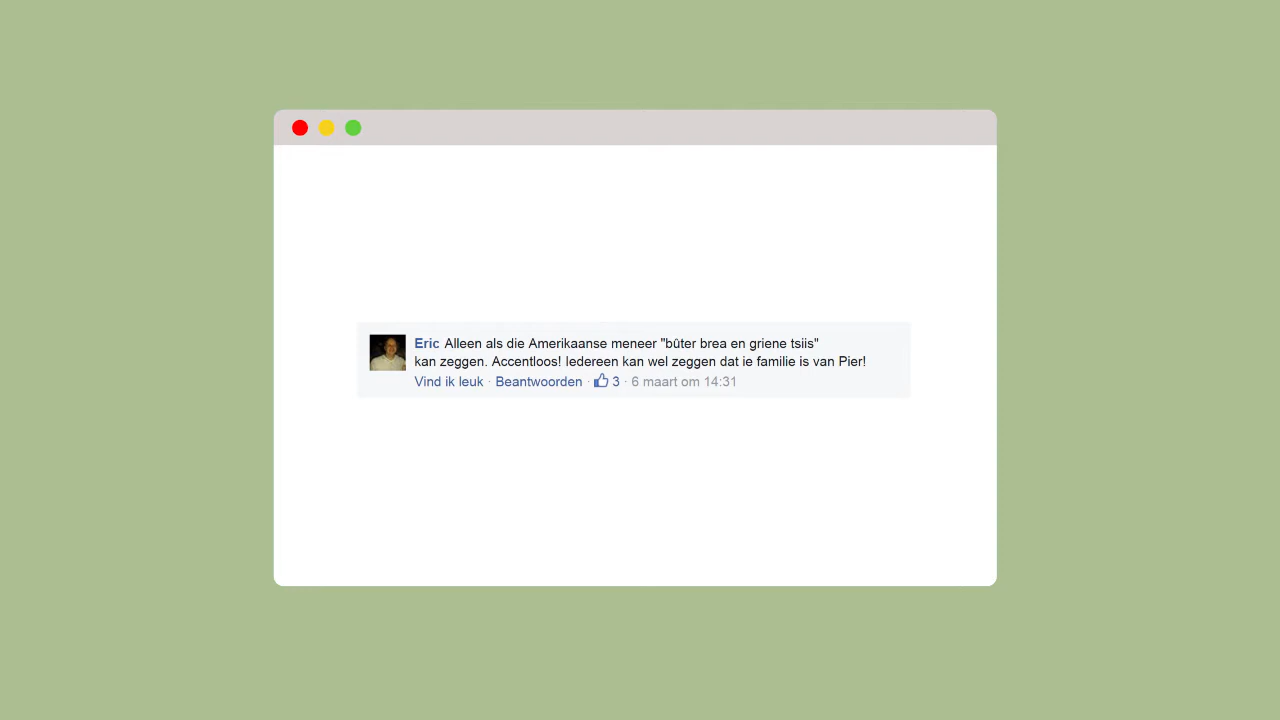 Eric Alleen als die Amerikaanse meneer "bûter brea en griene tsiis"
kan zeggen. Accentloos! Iedereen kan wel zeggen dat ie familie is van Pier!
Vind ik leuk · Beantwoorden · 3 · 6 maart om 14:31